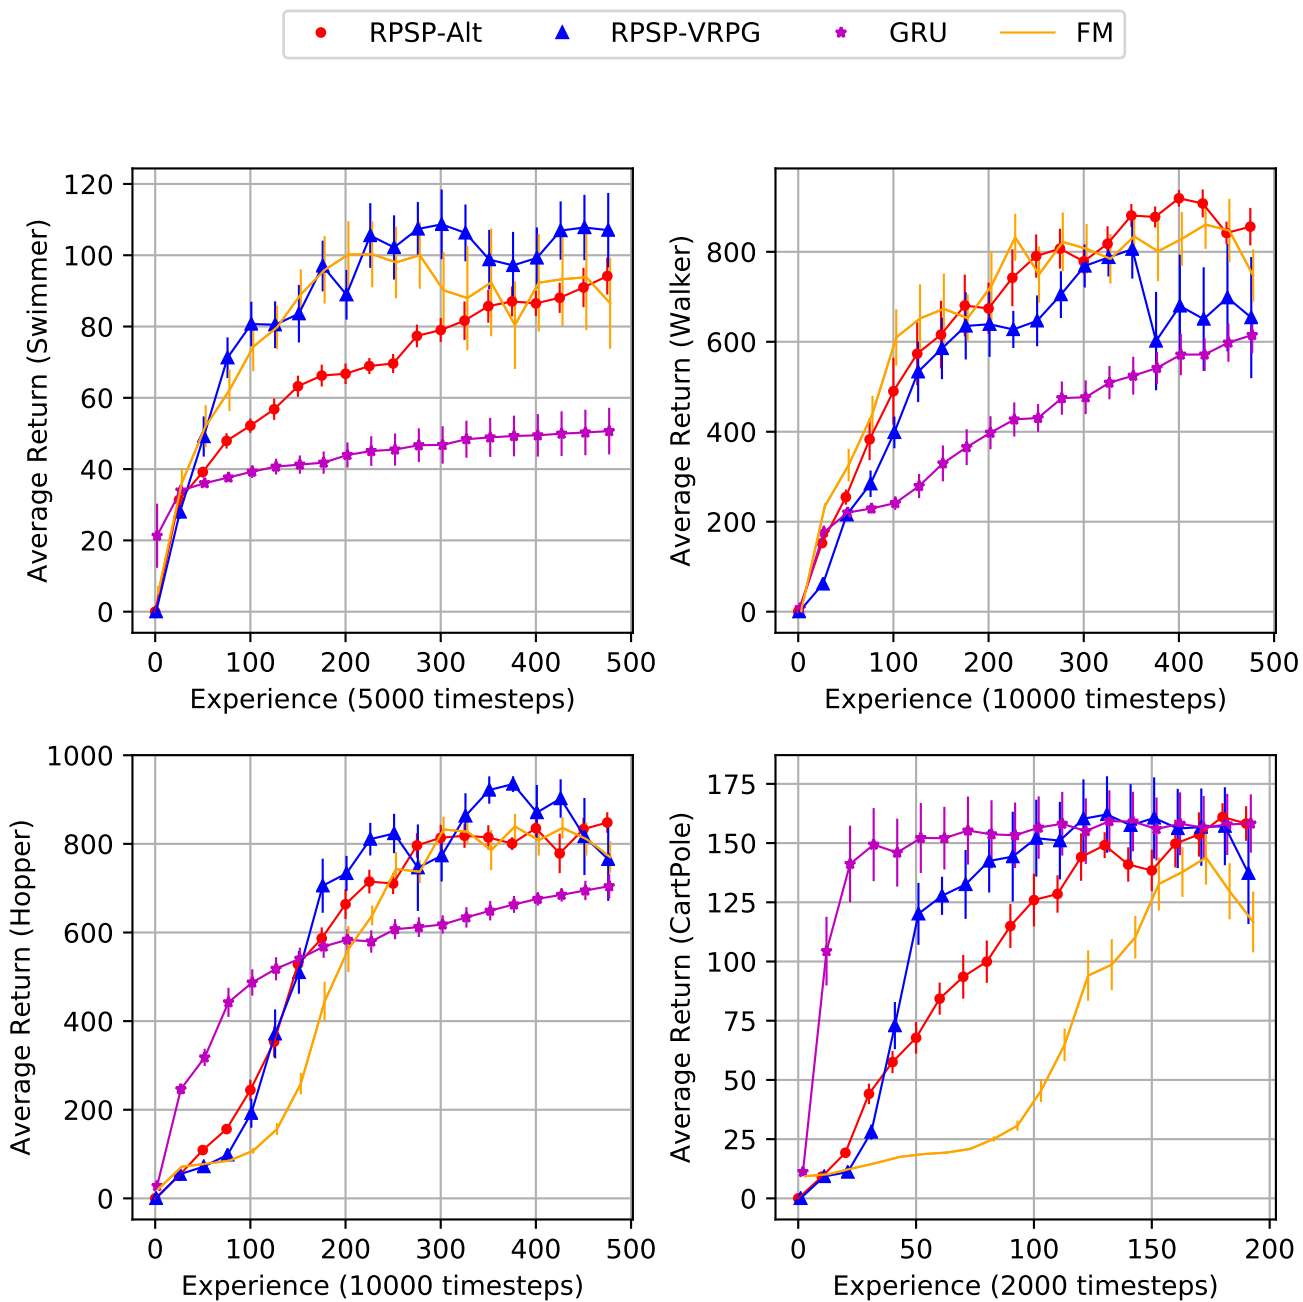 RPSP-Alt RPSP-VRPG GRU FM
Average Return (Swimmer)
120
100
80
60
40
20
0
0 100 200 300 400 500
Experience (5000 timesteps)
Average Return (Walker)
800
600
400
200
0
0 100 200 300 400 500
Experience (10000 timesteps)
Average Return (Hopper)
1000
800
600
400
200
0
0 100 200 300 400 500
Experience (10000 timesteps)
Average Return (CartPole)
175
150
125
100
75
50
25
0
0 50 100 150 200
Experience (2000 timesteps)